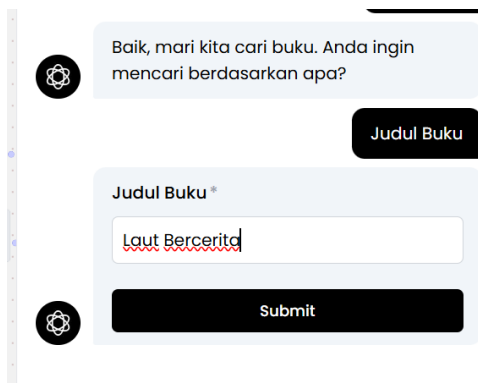 Baik, mari kita cari buku. Anda ingin
mencari berdasarkan apa?
Judul Buku
Judul Buku *
Laut Bercerita
Submit